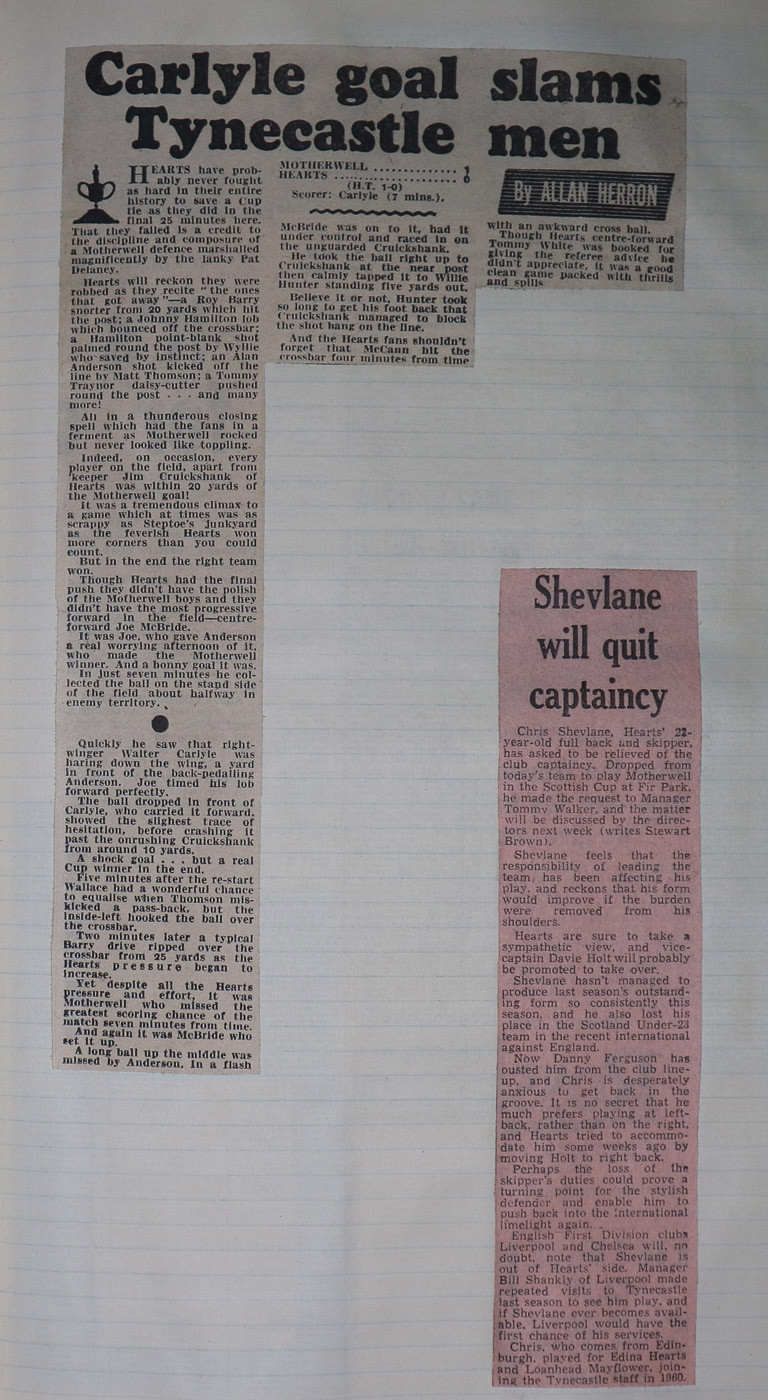 Carlyle goal slams
Tynecastle men
HEARTS have prob-
ably never fought
as hard in their entire
history to save a Cup
tie as they did in the
final 25 minutes here.
That they failed is a credit to
the discipline and composure of
a Motherwell defence marshalled
magnificently by the lanky Pat
Delaney.
Hearts will reckon they were
robbed as they recite "the ones
that got away"—a Roy Barry
snorter from 20 yards which hit
the post; a Johnny Hamilton lob
which bounced off the crossbar;
a Hamilton point-blank shot
palmed round the post by Wyllie
who saved by instinct; an Alan
Anderson shot kicked off the
line by Matt Thomson; a Tommy
Traynor daisy-cutter pushed
round the post . . . and many
more!
All in a thunderous closing
spell which had the fans in a
ferment as Motherwell rocked
but never looked like toppling.
Indeed, on occasion, every
player on the field, apart from
'keeper Jim Cruickshank of
Hearts was within 20 yards of
the Motherwell goal!
It was a tremendous climax to
a game which at times was as
scrappy as Steptoe's junkyard
as the feverish Hearts won
more corners than you could
count.
But in the end the right team
won.
Though Hearts had the final
push they didn't have the polish
of the Motherwell boys and they
didn't have the most progressive
forward in the field—centre-
forward Joe McBride.
It was Joe, who gave Anderson
a real worrying afternoon of it,
who made the Motherwell
winner. And a bonny goal it was.
In just seven minutes he col-
lected the ball on the stand side
of the field about halfway in
enemy territory.
Quickly he saw that right-
winger Walter Carlyle was
haring down the wing, a yard
in front of the back-pedalling
Anderson. Joe timed his lob
forward perfectly.
The ball dropped in front of
Carlyle, who carried it forward,
showed the slighest trace of
hesitation, before crashing it
past the onrushing Cruickshank
from around 10 yards.
A shock goal . . . but a real
Cup winner in the end.
Five minutes after the re-start
Wallace had a wonderful chance
to equalise when Thomson mis-
kicked a pass-back, but the
inside-left hooked the ball over
the crossbar.
Two minutes later a typical
Barry drive ripped over the
crossbar from 25 yards as the
Hearts pressure began to
increase.
Yet despite all the Hearts
pressure and effort, it was
Motherwell who missed the
greatest scoring chance of the
match seven minutes from time.
And again it was McBride who
set it up.
A long ball up the middle was
missed by Anderson. In a flash
MOTHERWELL .............. 1
HEARTS ..................... 0
(H.T. 1-0)
Scorer: Carlyle (7 mins.).
McBride was on to it, had it
under control and raced in on
the unguarded Cruickshank.
He took the ball right up to
Cruickshank at the near post
then calmly tapped it to Willie
Hunter standing five yards out.
Believe it or not, Hunter took
so long to get his foot back that
Cruickshank managed to block
the shot bang on the line.
And the Hearts fans shouldn't
forget that McCann hit the
crossbar four minutes from time
By ALLAN HERRON
with an awkward cross ball.
Though Hearts centre-forward
Tommy White was booked for
giving the referee advice he
didn't appreciate, it was a good
clean game packed with thrills
and spills
Shevlane
will quit
captaincy
Chris Shevlane, Hearts' 22-
year-old full back and skipper,
has asked to be relieved of the
club captaincy. Dropped from
today's team to play Motherwell
in the Scottish Cup at Fir Park,
he made the request to Manager
Tommy Walker, and the matter
will be discussed by the direc-
tors next week (writes Stewart
Brown).
Shevlane feels that the
responsibility of leading the
team, has been affecting his
play, and reckons that his form
would improve if the burden
were removed from his
shoulders.
Hearts are sure to take a
sympathetic view, and vice-
captain Davie Holt will probably
be promoted to take over.
Shevlane hasn't managed to
produce last season's outstand-
ing form so consistently this
season, and he also lost his
place in the Scotland Under-23
team in the recent international
against England.
Now Danny Ferguson has
ousted him from the club line-
up, and Chris is desperately
anxious to get back in the
groove. It is no secret that he
much prefers playing at left-
back, rather than on the right,
and Hearts tried to accommo-
date him some weeks ago by
moving Holt to right back.
Perhaps the loss of the
skipper's duties could prove a
turning point for the stylish
defender and enable him to
push back into the international
limelight again.
English First Division clubs
Liverpool and Chelsea will, no
doubt, note that Shevlane is
out of Hearts' side. Manager
Bill Shankly of Liverpool made
repeated visits to Tynecastle
last season to see him play, and
if Shevlane ever becomes avail-
able, Liverpool would have the
first chance of his services.
Chris, who comes from Edin-
burgh, played for Edina Hearts
and Loanhead Mayflower, join-
ing the Tynecastle staff in 1960.